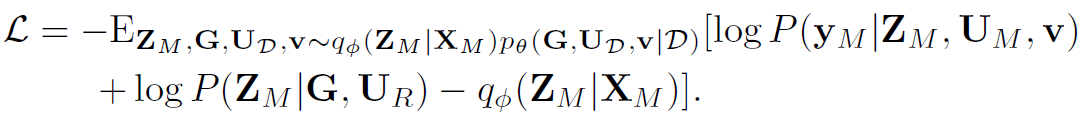 ℒ = −E_{𝐙_M,𝐆,𝐔_𝒟,𝐯∼q_ϕ(𝐙_M|𝐗_M)p_θ(𝐆,𝐔_𝒟,𝐯|𝒟)}[log P(𝐲_M|𝐙_M, 𝐔_M, 𝐯)
+ log P(𝐙_M|𝐆, 𝐔_R) − q_ϕ(𝐙_M|𝐗_M)].